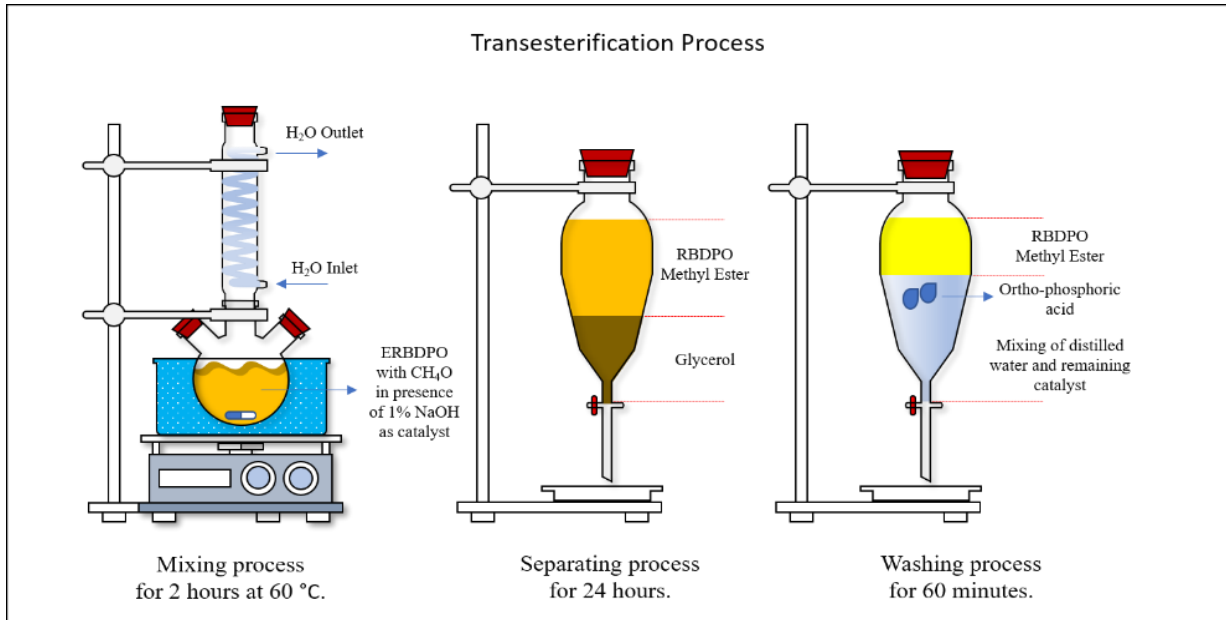 Transesterification Process
H₂O Outlet
H₂O Inlet
ERBDPO
with CH₄O
in presence
of 1% NaOH
as catalyst
Mixing process
for 2 hours at 60 °C.
RBDPO
Methyl Ester
Glycerol
Separating process
for 24 hours.
RBDPO
Methyl Ester
Ortho-phosphoric
acid
Mixing of distilled
water and remaining
catalyst
Washing process
for 60 minutes.